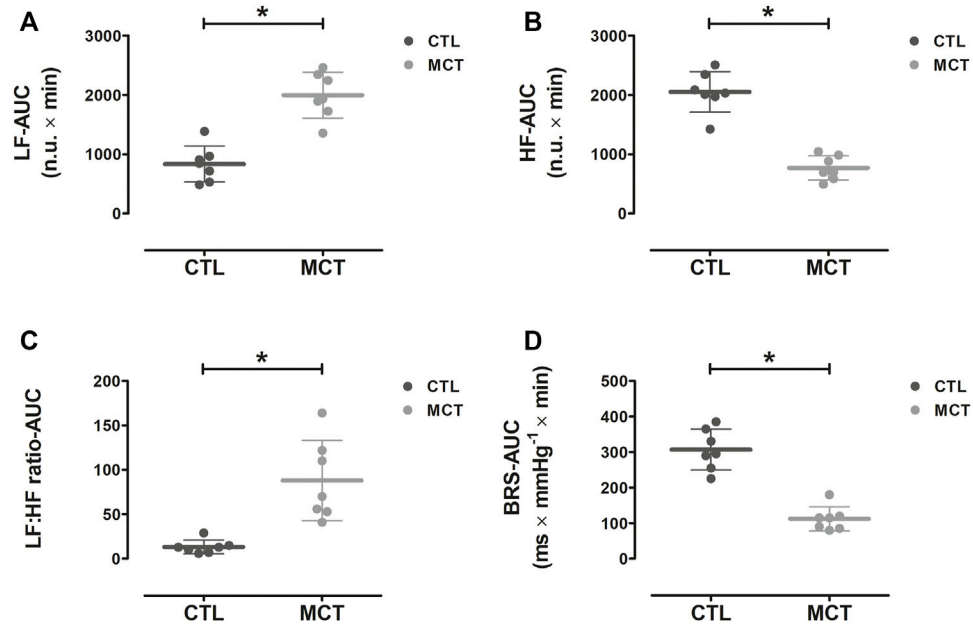 A
*
LF-AUC
(n.u. × min)
3000
2000
1000
0
CTL
MCT
CTL
MCT
B
*
HF-AUC
(n.u. × min)
3000
2000
1000
0
CTL
MCT
CTL
MCT
C
*
LF:HF ratio-AUC
200
150
100
50
0
CTL
MCT
CTL
MCT
D
*
BRS-AUC
(ms × mmHg⁻¹ × min)
500
400
300
200
100
0
CTL
MCT
CTL
MCT